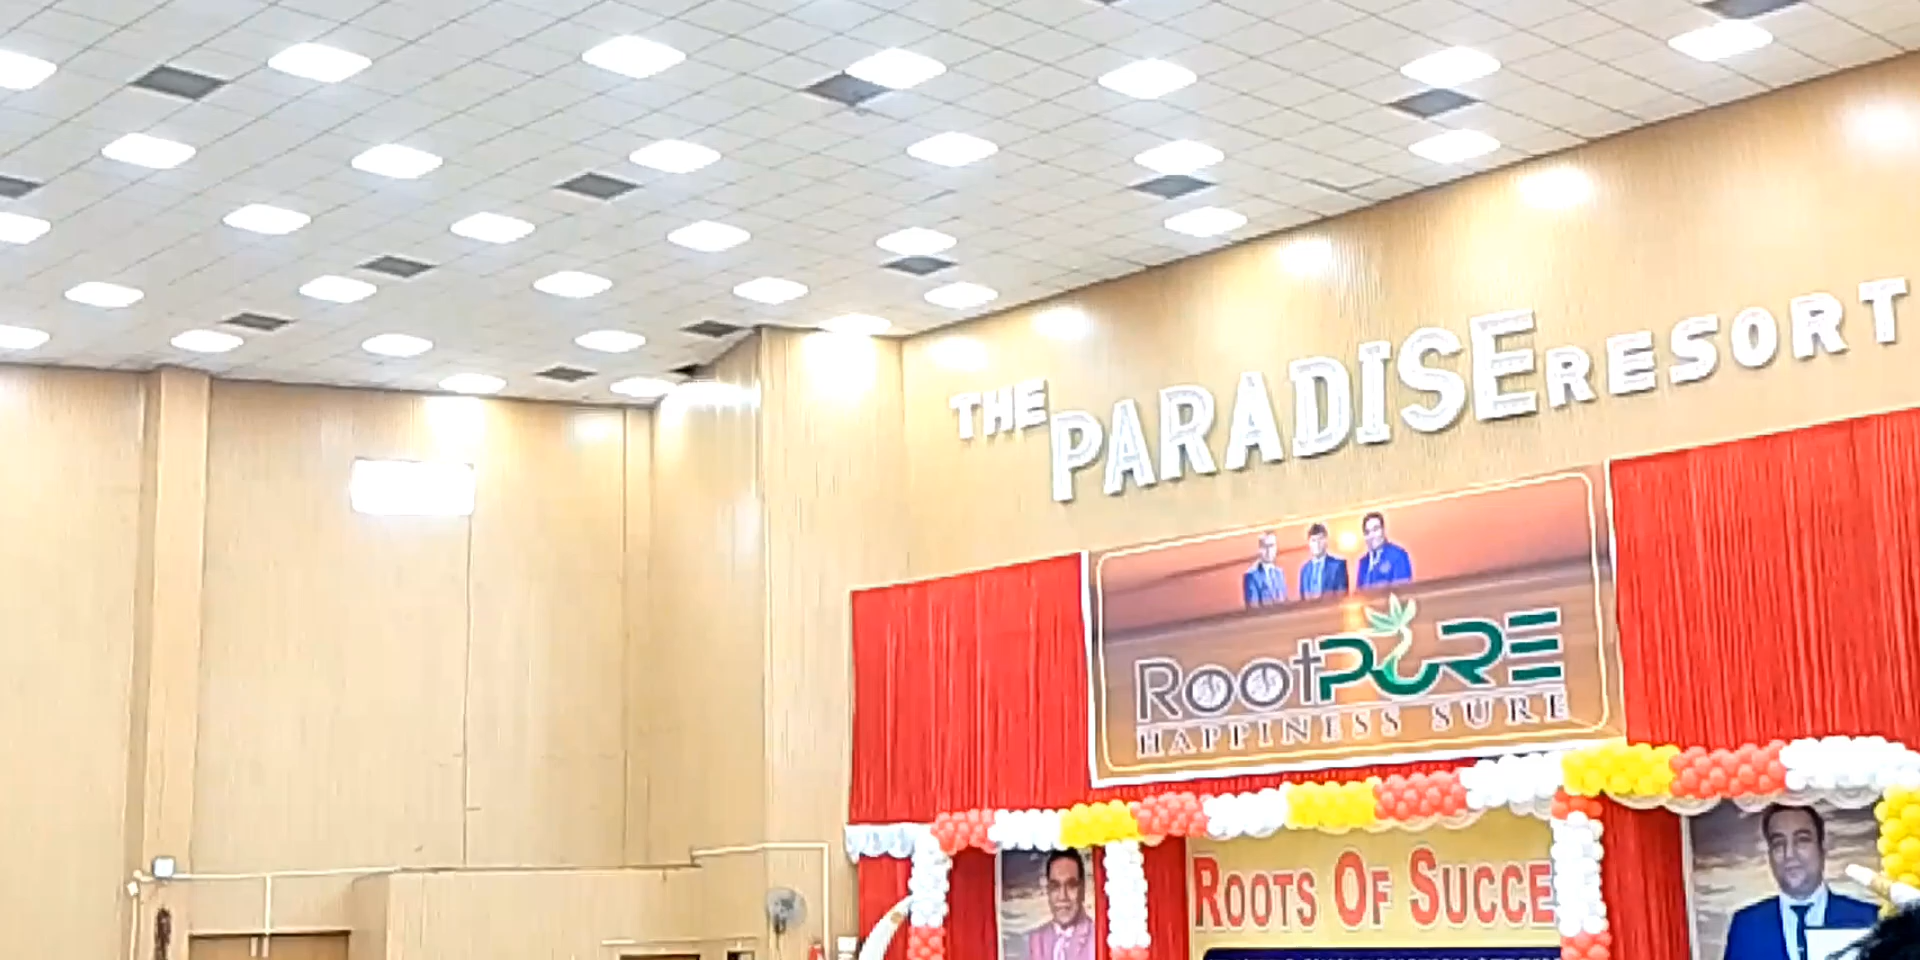 THE PARADISE RESORT
RootPURE
HAPPINESS SURE
ROOTS OF SUCCE